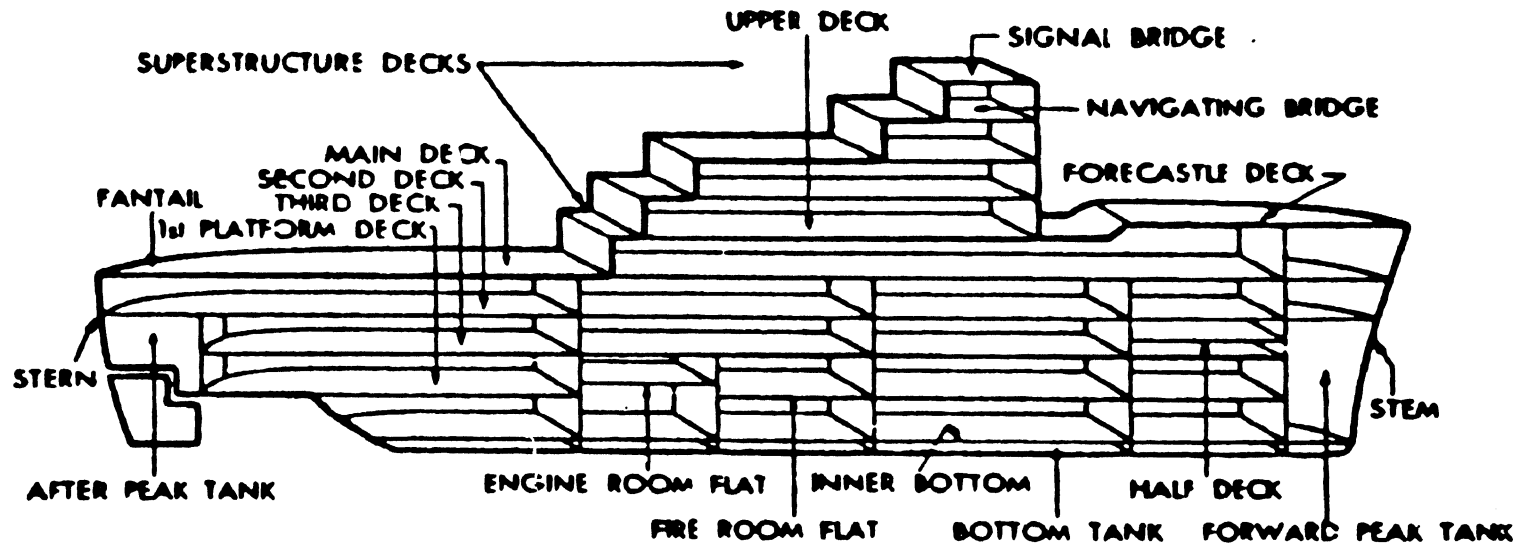 UPPER DECK
SIGNAL BRIDGE
SUPERSTRUCTURE DECKS
NAVIGATING BRIDGE
MAIN DECK
SECOND DECK
FORECASTLE DECK
FANTAIL
THIRD DECK
1st PLATFORM DECK
STERN
STEM
AFTER PEAK TANK
ENGINE ROOM FLAT
INNER BOTTOM
HALF DECK
FIRE ROOM FLAT
BOTTOM TANK
FORWARD PEAK TANK